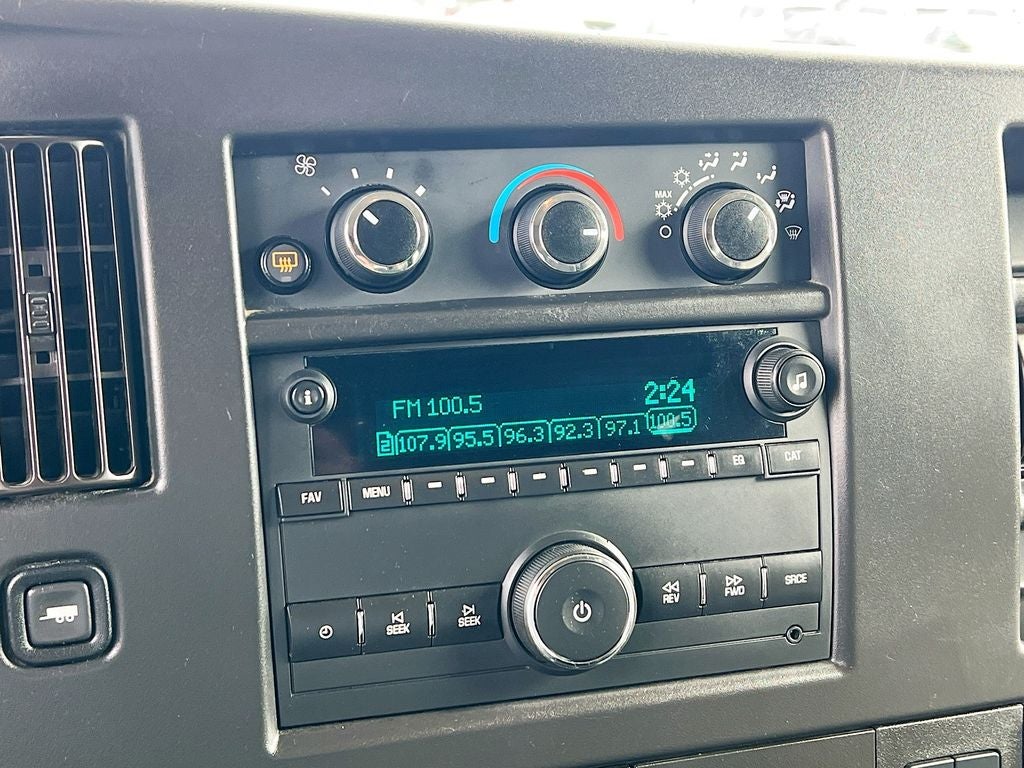 MAX
i
FM 100.5 2:24
2 107.9 95.5 96.3 92.3 97.1 100.5
FAV MENU EQ CAT
SEEK SEEK REV FWD SRCE